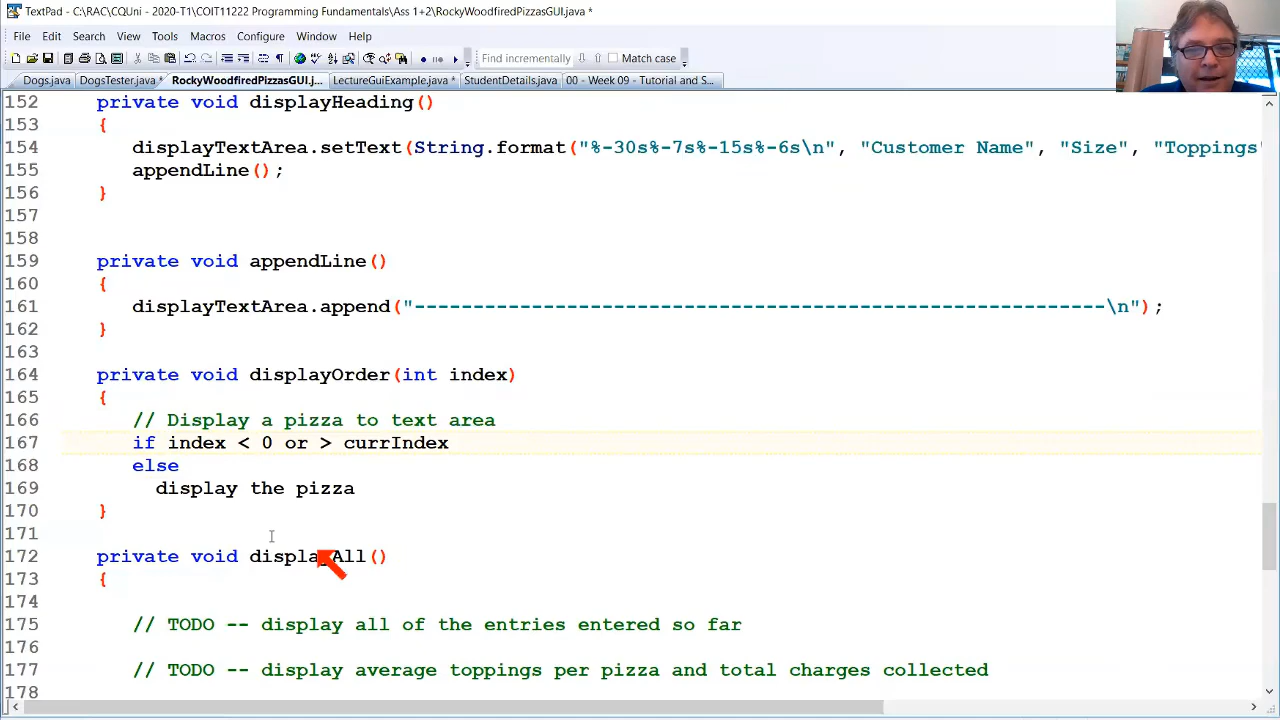 TextPad - C:\RAC\CQUni - 2020-T1\COIT11222 Programming Fundamentals\Ass 1+2\RockyWoodfiredPizzasGUI.java *
File Edit Search View Tools Macros Configure Window Help
Find incrementally Match case
Dogs.java DogsTester.java * RockyWoodfiredPizzasGUI.j... LectureGuiExample.java * StudentDetails.java 00 - Week 09 - Tutorial and S...
152 private void displayHeading()
153 {
154 displayTextArea.setText(String.format("%-30s%-7s%-15s%-6s\n", "Customer Name", "Size", "Toppings"
155 appendLine();
156 }
157
158
159 private void appendLine()
160 {
161 displayTextArea.append("------------------------------------------------------------\n");
162 }
163
164 private void displayOrder(int index)
165 {
166 // Display a pizza to text area
167 if index < 0 or > currIndex
168 else
169 display the pizza
170 }
171
172 private void displayAll()
173 {
174
175 // TODO -- display all of the entries entered so far
176
177 // TODO -- display average toppings per pizza and total charges collected
178